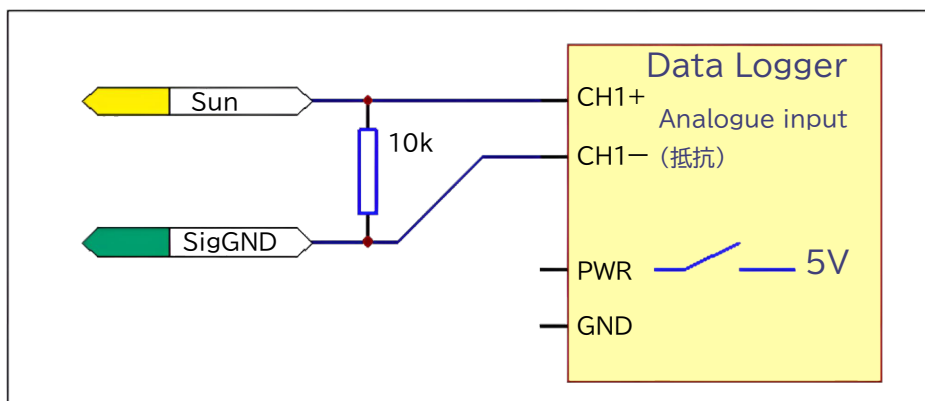 Data Logger
Sun
CH1+
Analogue input
10k
CH1− (抵抗)
SigGND
PWR
5V
GND